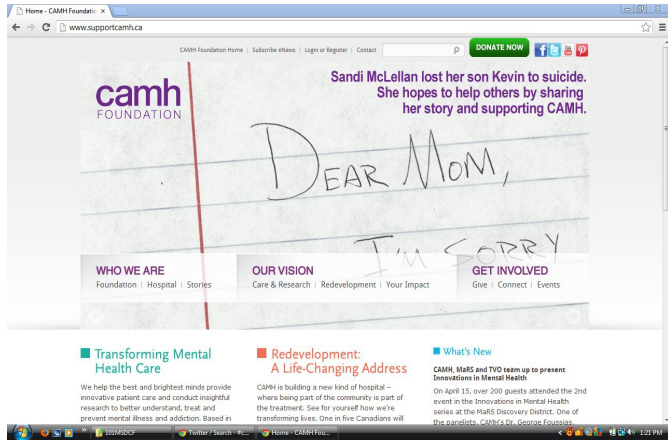 Home - CAMH Foundatio
www.supportcamh.ca
CAMH Foundation Home | Subscribe eNews | Login or Register | Contact
DONATE NOW
camh
FOUNDATION
Sandi McLellan lost her son Kevin to suicide.
She hopes to help others by sharing
her story and supporting CAMH.
DEAR MOM,
I'M SORRY
WHO WE ARE
Foundation | Hospital | Stories
OUR VISION
Care & Research | Redevelopment | Your Impact
GET INVOLVED
Give | Connect | Events
Transforming Mental
Health Care
We help the best and brightest minds provide
innovative patient care and conduct insightful
research to better understand, treat and
prevent mental illness and addiction. Based in
Redevelopment:
A Life-Changing Address
CAMH is building a new kind of hospital –
where being part of the community is part of
the treatment. See for yourself how we're
transforming lives. One in five Canadians will
What's New
CAMH, MaRS and TVO team up to present
Innovations in Mental Health
On April 15, over 200 guests attended the 2nd
event in the Innovations in Mental Health
series at the MaRS Discovery District. One of
the panelists, CAMH's Dr. George Foussias,
101MSDCF
Twitter / Search - #c...
Home - CAMH Fou...
1:21 PM